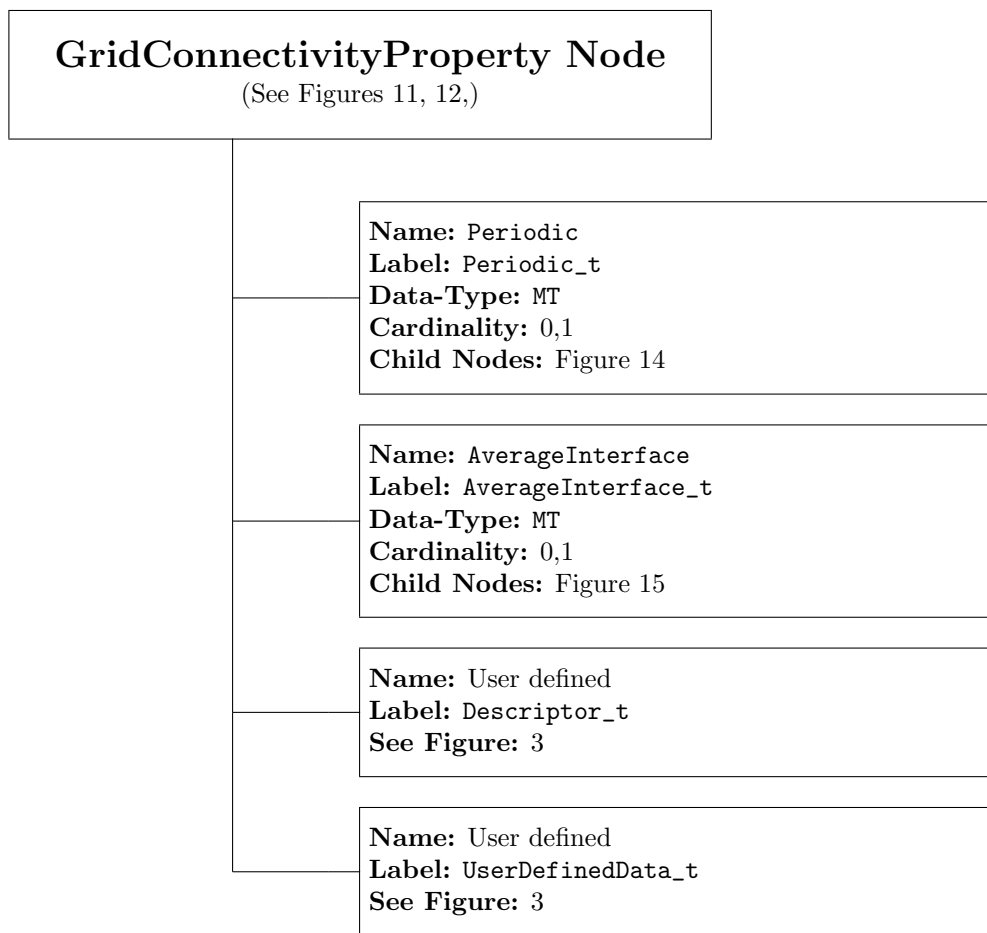 GridConnectivityProperty Node
(See Figures 11, 12,)
Name: Periodic
Label: Periodic_t
Data-Type: MT
Cardinality: 0,1
Child Nodes: Figure 14
Name: AverageInterface
Label: AverageInterface_t
Data-Type: MT
Cardinality: 0,1
Child Nodes: Figure 15
Name: User defined
Label: Descriptor_t
See Figure: 3
Name: User defined
Label: UserDefinedData_t
See Figure: 3